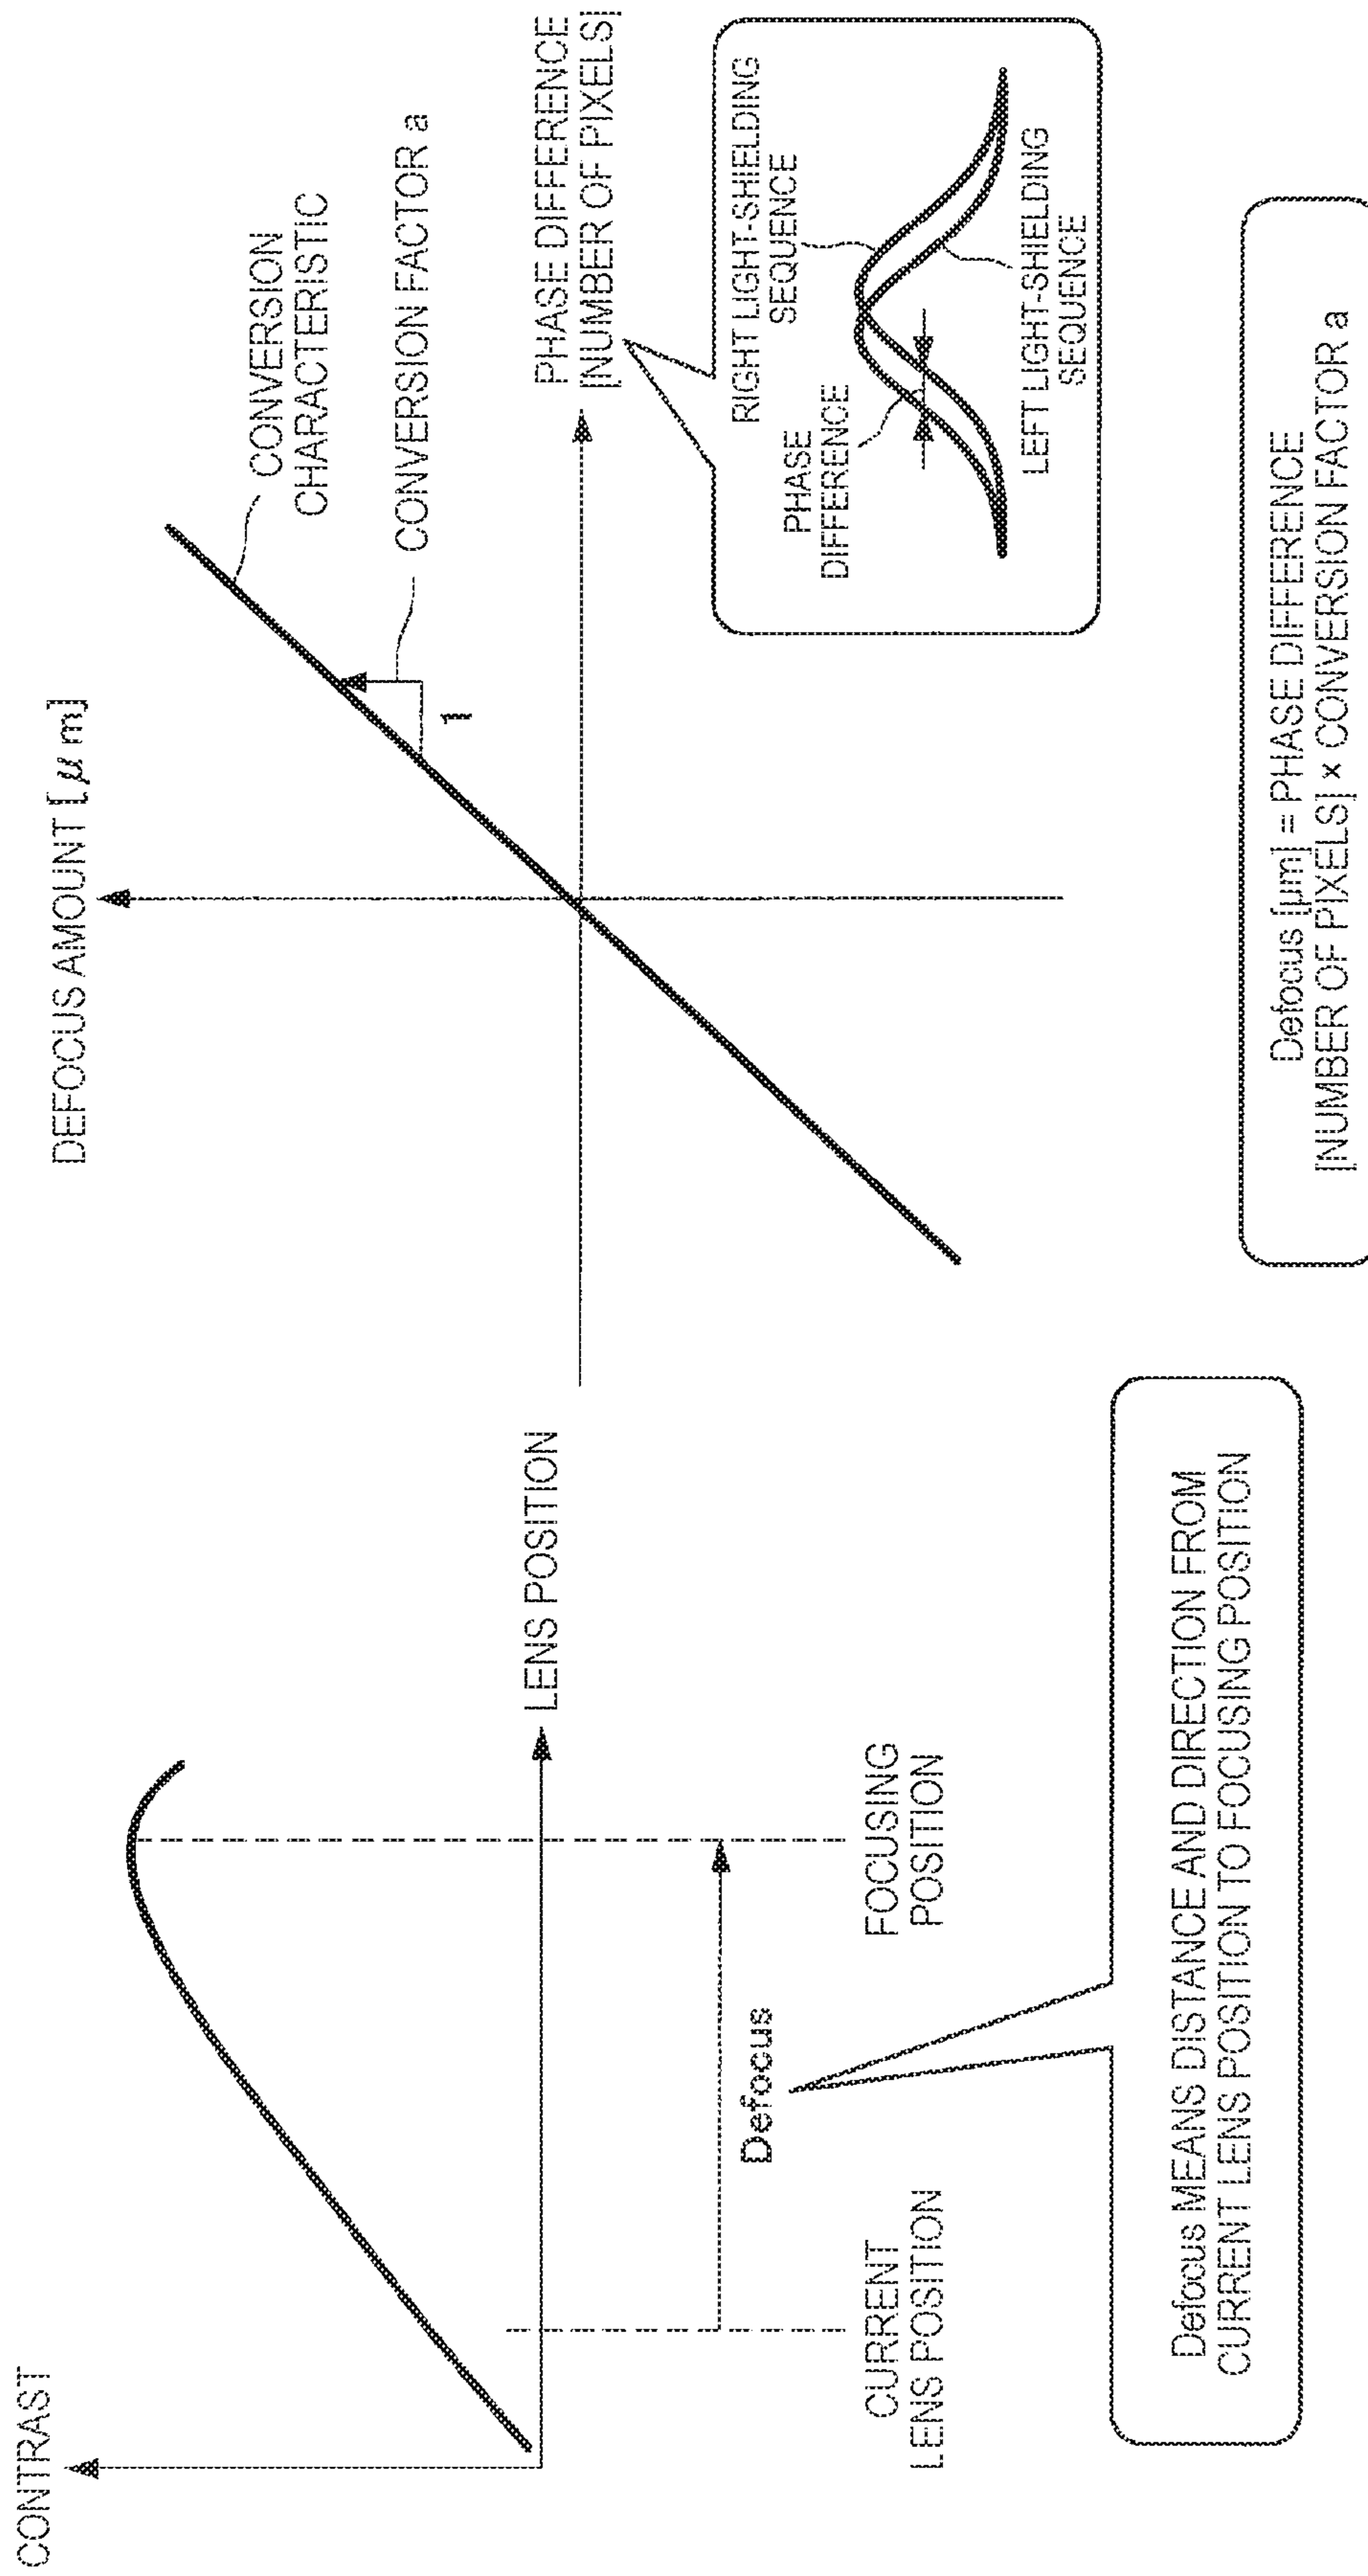 CONTRAST
LENS POSITION
CURRENT
LENS POSITION
FOCUSING
POSITION
Defocus
Defocus MEANS DISTANCE AND DIRECTION FROM
CURRENT LENS POSITION TO FOCUSING POSITION
DEFOCUS AMOUNT [μm]
CONVERSION
CHARACTERISTIC
CONVERSION FACTOR a
1
PHASE DIFFERENCE
[NUMBER OF PIXELS]
RIGHT LIGHT-SHIELDING
SEQUENCE
PHASE
DIFFERENCE
LEFT LIGHT-SHIELDING
SEQUENCE
Defocus [μm] = PHASE DIFFERENCE
[NUMBER OF PIXELS] × CONVERSION FACTOR a